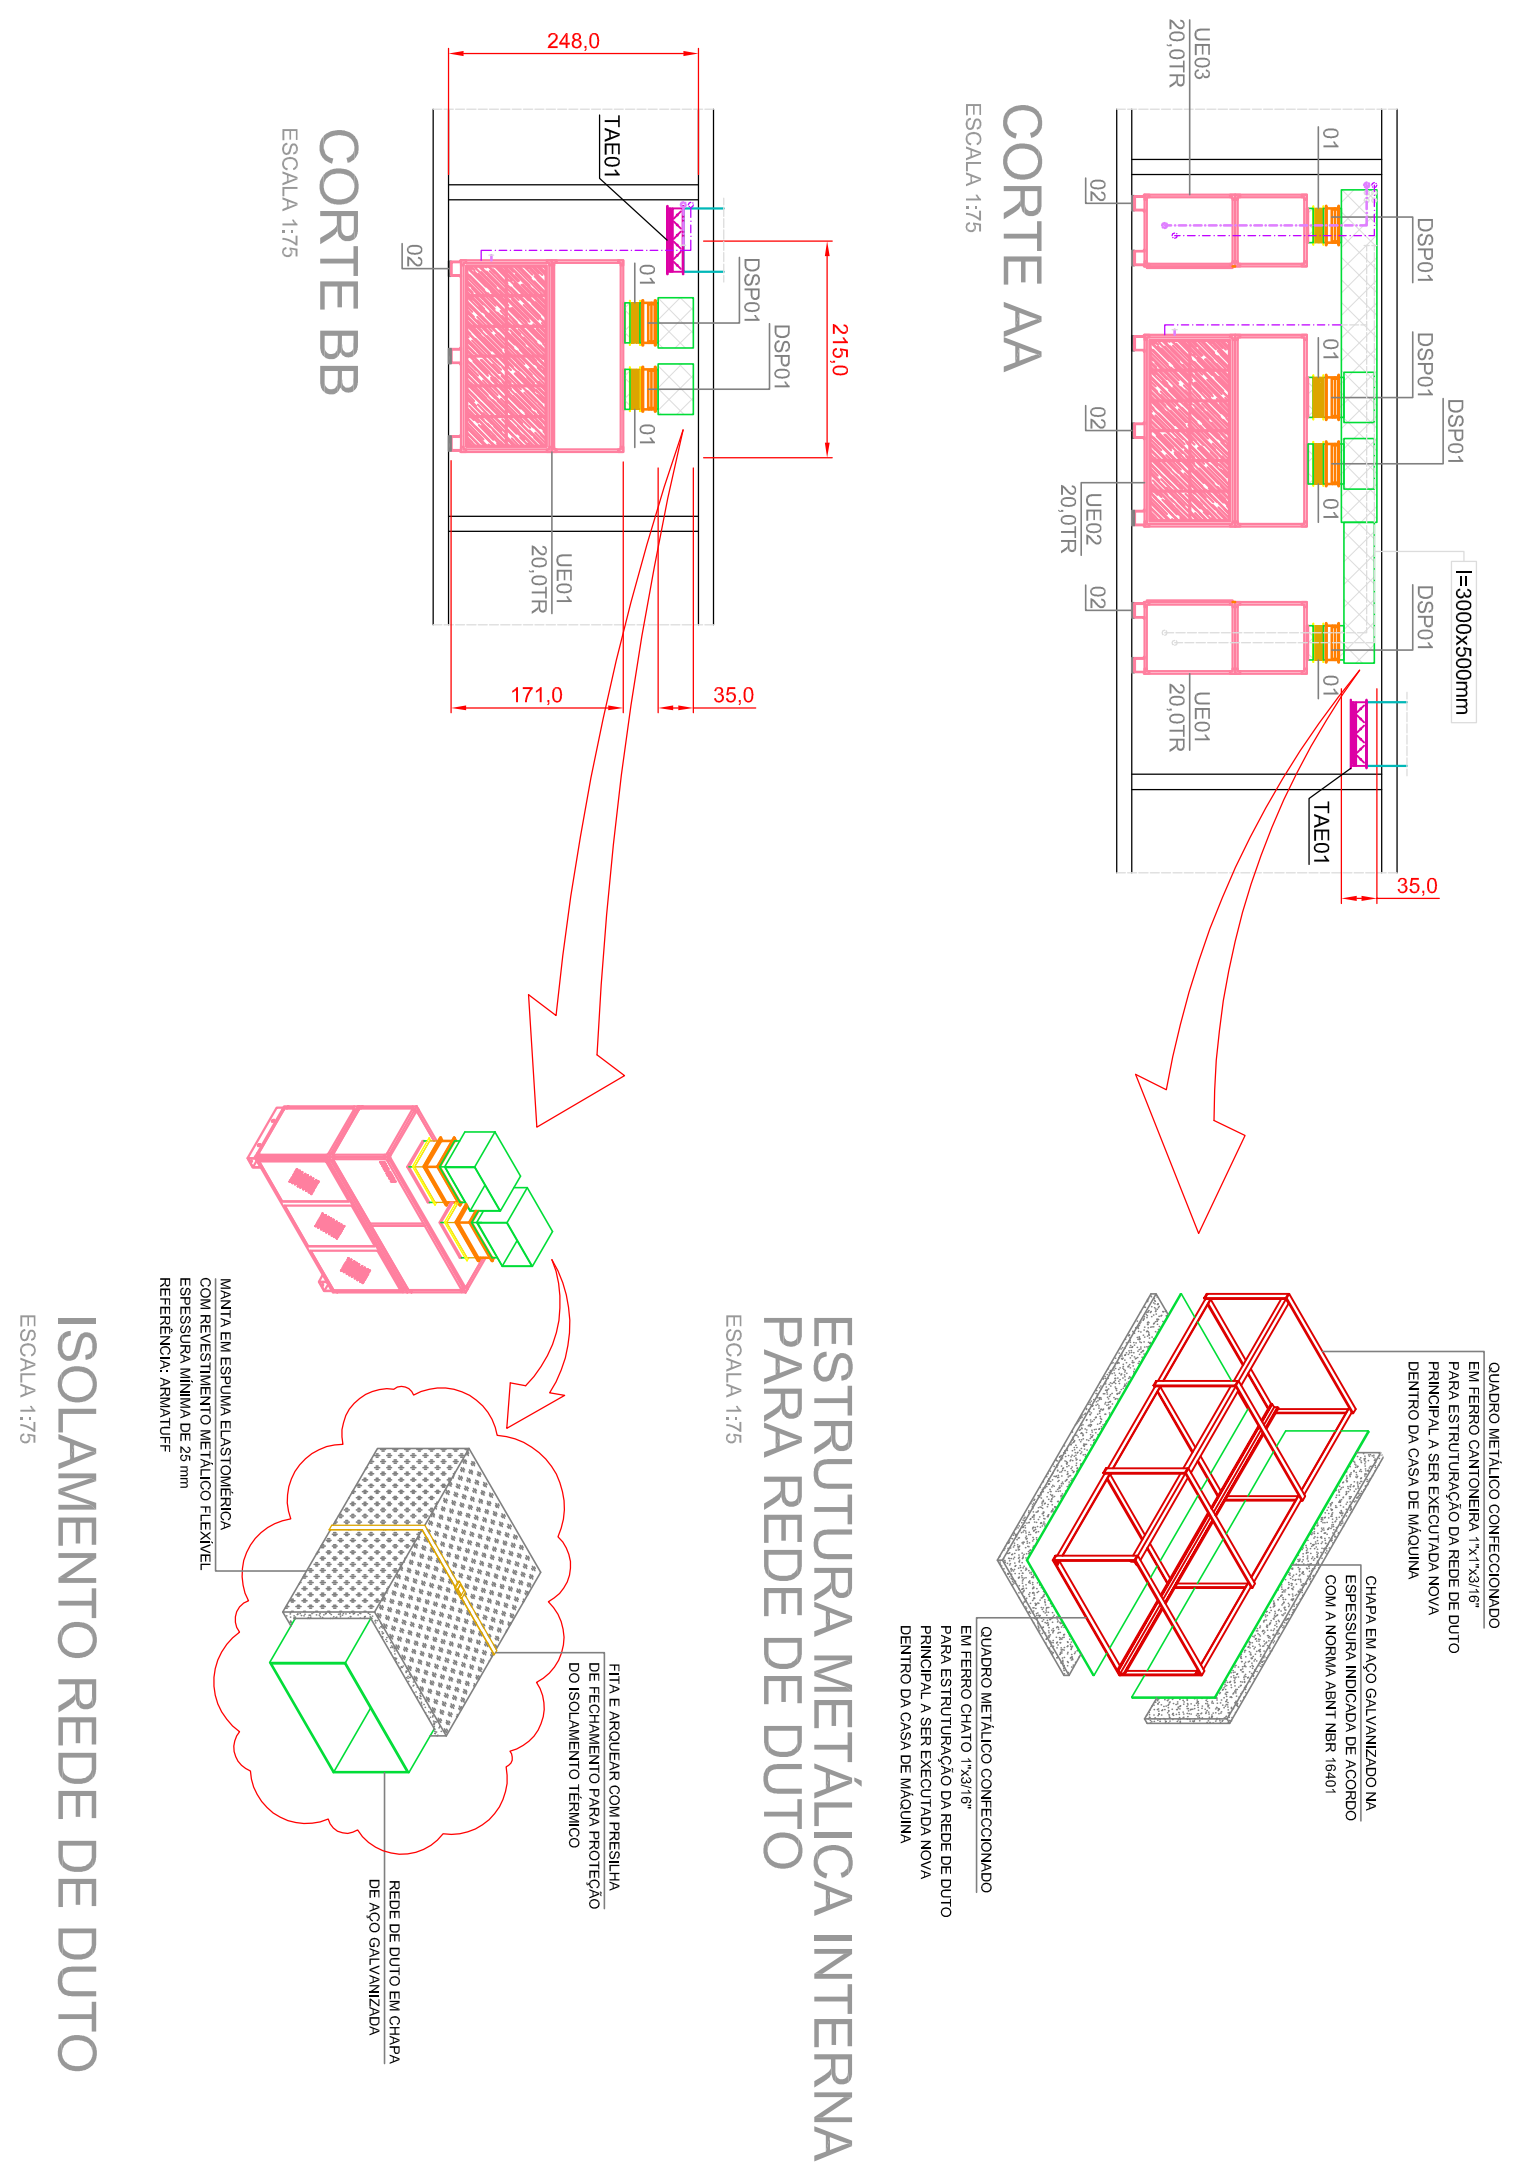 UE03
20,0TR
01
DSP01
01
DSP01
DSP01
01
I=3000x500mm
DSP01
01
TAE01
35,0
02
02
UE02
20,0TR
02
UE01
20,0TR
CORTE AA
ESCALA 1:75
QUADRO METÁLICO CONFECCIONADO
EM FERRO CANTONEIRA 1"x1"x3/16"
PARA ESTRUTURAÇÃO DA REDE DE DUTO
PRINCIPAL A SER EXECUTADA NOVA
DENTRO DA CASA DE MÁQUINA
CHAPA EM AÇO GALVANIZADO NA
ESPESSURA INDICADA DE ACORDO
COM A NORMA ABNT NBR 16401
QUADRO METÁLICO CONFECCIONADO
EM FERRO CHATO 1"x3/16"
PARA ESTRUTURAÇÃO DA REDE DE DUTO
PRINCIPAL A SER EXECUTADA NOVA
DENTRO DA CASA DE MÁQUINA
ESTRUTURA METÁLICA INTERNA
PARA REDE DE DUTO
ESCALA 1:75
215,0
DSP01
DSP01
01
01
TAE01
248,0
35,0
171,0
UE01
20,0TR
02
CORTE BB
ESCALA 1:75
FITA E ARQUEAR COM PRESILHA
DE FECHAMENTO PARA PROTEÇÃO
DO ISOLAMENTO TÉRMICO
REDE DE DUTO EM CHAPA
DE AÇO GALVANIZADA
MANTA EM ESPUMA ELASTOMÉRICA
COM REVESTIMENTO METÁLICO FLEXÍVEL
ESPESSURA MÍNIMA DE 25 mm
REFERÊNCIA: ARMATUFF
ISOLAMENTO REDE DE DUTO
ESCALA 1:75